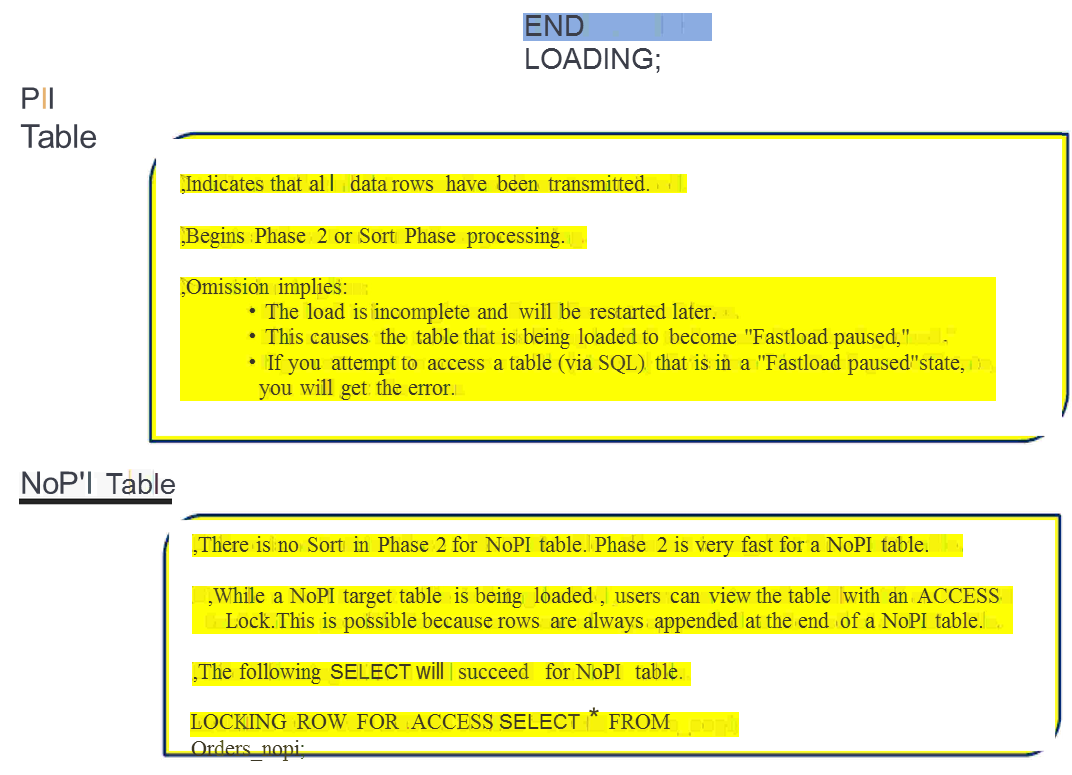 END
LOADING;
PII
Table
,Indicates that all data rows have been transmitted.
,Begins Phase 2 or Sort Phase processing.
,Omission implies:
• The load is incomplete and will be restarted later.
• This causes the table that is being loaded to become "Fastload paused,"
• If you attempt to access a table (via SQL) that is in a "Fastload paused"state,
you will get the error.
NoP'I Table
,There is no Sort in Phase 2 for NoPI table. Phase 2 is very fast for a NoPI table.
,While a NoPI target table is being loaded , users can view the table with an ACCESS
Lock.This is possible because rows are always appended at the end of a NoPI table.
,The following SELECT will succeed for NoPI table.
LOCKING ROW FOR ACCESS SELECT * FROM
Orders_nopi;